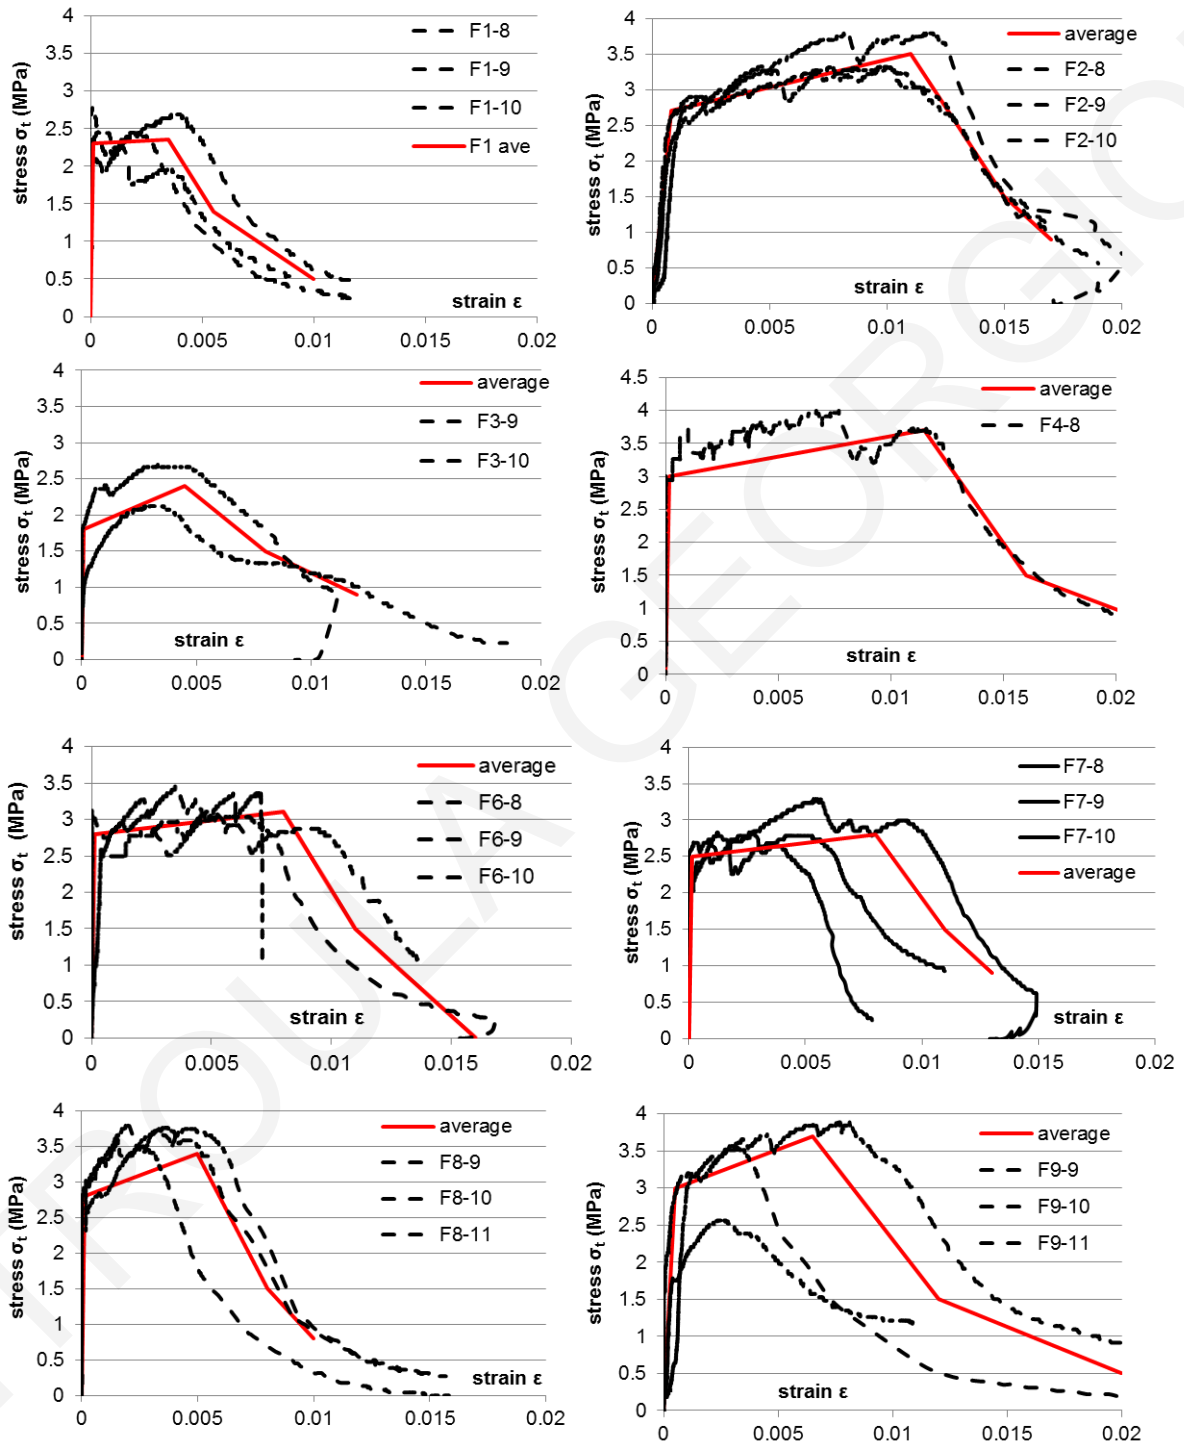 4
3.5
3
2.5
2
1.5
1
0.5
0
stress σt (MPa)
F1-8
F1-9
F1-10
F1 ave
strain ε
0 0.005 0.01 0.015 0.02
4
3.5
3
2.5
2
1.5
1
0.5
0
stress σt (MPa)
average
F2-8
F2-9
F2-10
strain ε
0 0.005 0.01 0.015 0.02
4
3.5
3
2.5
2
1.5
1
0.5
0
stress σt (MPa)
average
F3-9
F3-10
strain ε
0 0.005 0.01 0.015 0.02
4.5
4
3.5
3
2.5
2
1.5
1
0.5
0
stress σt (MPa)
average
F4-8
strain ε
0 0.005 0.01 0.015 0.02
4
3.5
3
2.5
2
1.5
1
0.5
0
stress σt (MPa)
average
F6-8
F6-9
F6-10
strain ε
0 0.005 0.01 0.015 0.02
4
3.5
3
2.5
2
1.5
1
0.5
0
stress σt (MPa)
F7-8
F7-9
F7-10
average
strain ε
0 0.005 0.01 0.015 0.02
4
3.5
3
2.5
2
1.5
1
0.5
0
stress σt (MPa)
average
F8-9
F8-10
F8-11
strain ε
0 0.005 0.01 0.015 0.02
4
3.5
3
2.5
2
1.5
1
0.5
0
stress σt (MPa)
average
F9-9
F9-10
F9-11
strain ε
0 0.005 0.01 0.015 0.02